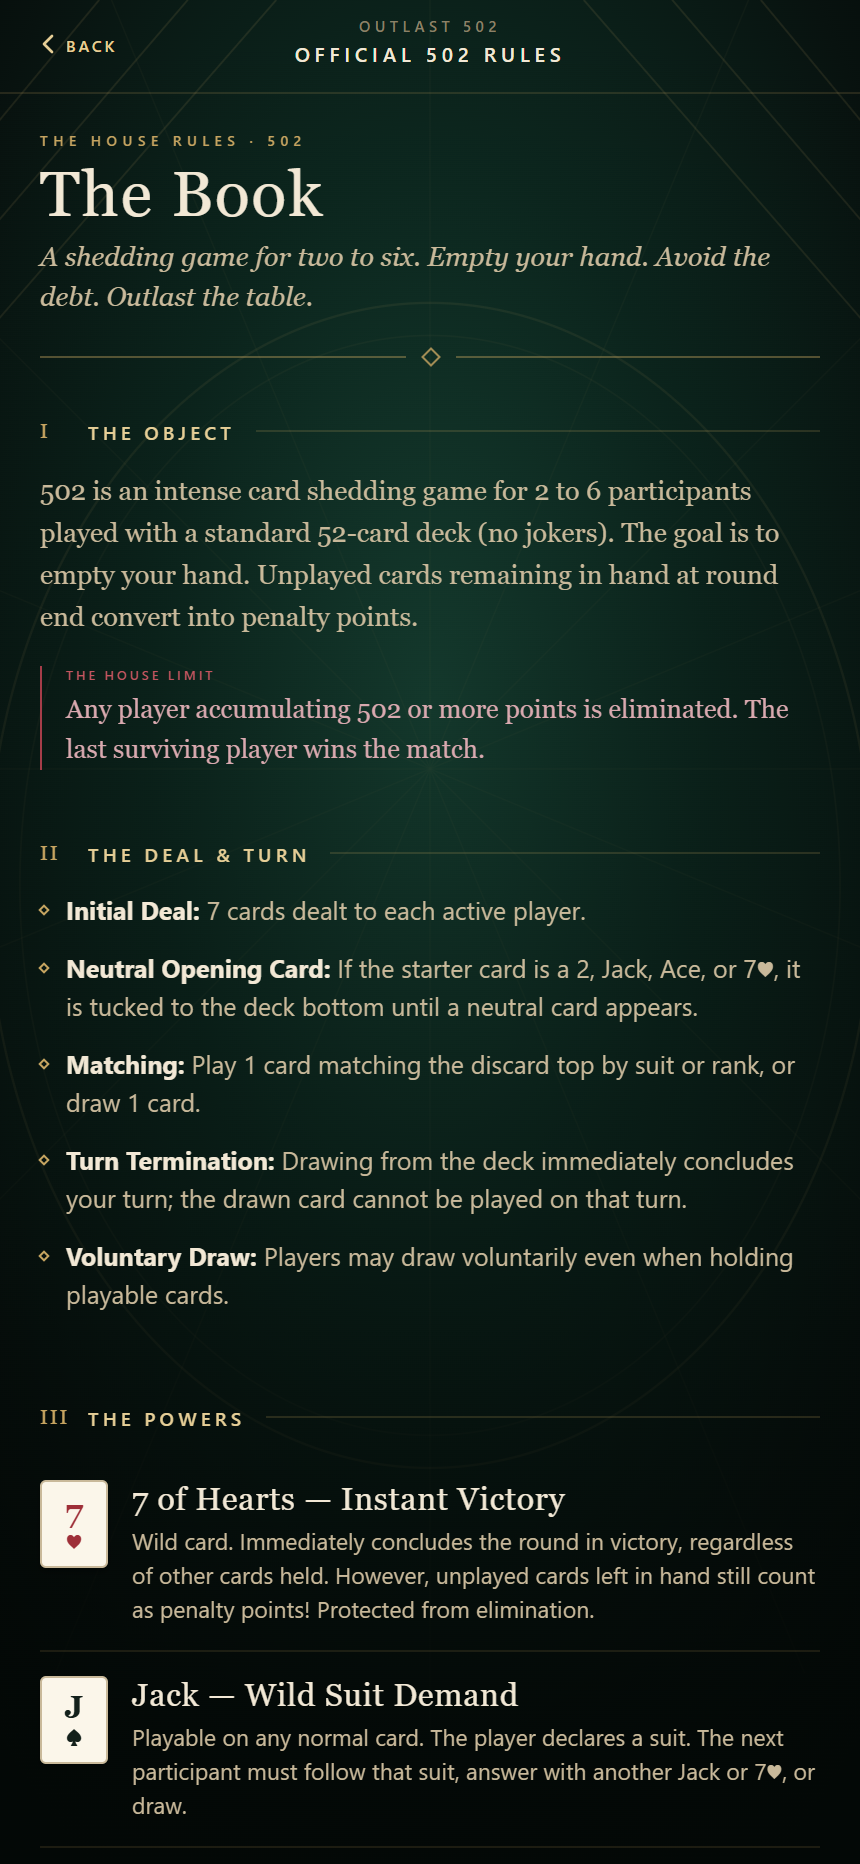 OUTLAST 502
BACK
OFFICIAL 502 RULES
THE HOUSE RULES · 502
The Book
A shedding game for two to six. Empty your hand. Avoid the
debt. Outlast the table.
I THE OBJECT
502 is an intense card shedding game for 2 to 6 participants
played with a standard 52-card deck (no jokers). The goal is to
empty your hand. Unplayed cards remaining in hand at round
end convert into penalty points.
THE HOUSE LIMIT
Any player accumulating 502 or more points is eliminated. The
last surviving player wins the match.
II THE DEAL & TURN
Initial Deal: 7 cards dealt to each active player.
Neutral Opening Card: If the starter card is a 2, Jack, Ace, or 7♥, it
is tucked to the deck bottom until a neutral card appears.
Matching: Play 1 card matching the discard top by suit or rank, or
draw 1 card.
Turn Termination: Drawing from the deck immediately concludes
your turn; the drawn card cannot be played on that turn.
Voluntary Draw: Players may draw voluntarily even when holding
playable cards.
III THE POWERS
7♥
7 of Hearts — Instant Victory
Wild card. Immediately concludes the round in victory, regardless
of other cards held. However, unplayed cards left in hand still count
as penalty points! Protected from elimination.
J♠
Jack — Wild Suit Demand
Playable on any normal card. The player declares a suit. The next
participant must follow that suit, answer with another Jack or 7♥, or
draw.